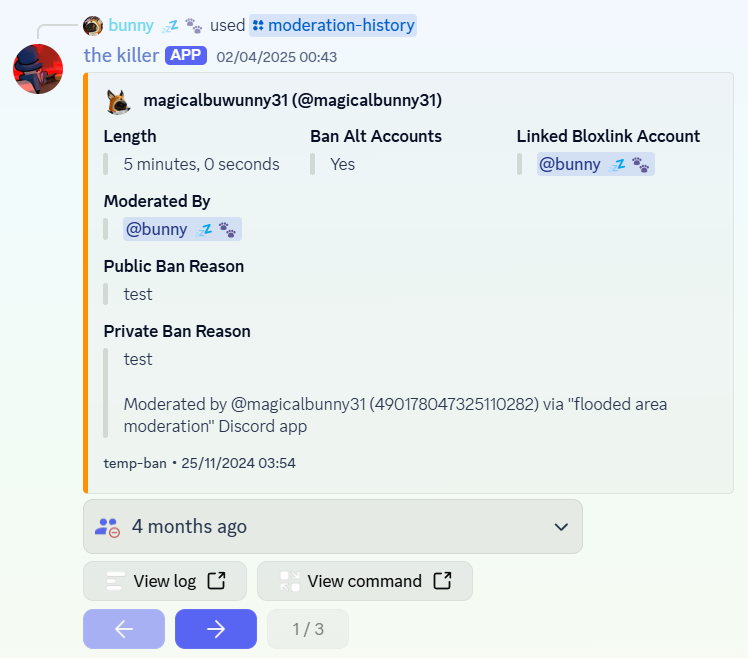 bunny 💤 🐾 used moderation-history
the killer APP 02/04/2025 00:43
magicalbuwunny31 (@magicalbunny31)
Length Ban Alt Accounts Linked Bloxlink Account
5 minutes, 0 seconds Yes @bunny 💤 🐾
Moderated By
@bunny 💤 🐾
Public Ban Reason
test
Private Ban Reason
test
Moderated by @magicalbunny31 (490178047325110282) via "flooded area
moderation" Discord app
temp-ban • 25/11/2024 03:54
4 months ago
View log View command
1 / 3